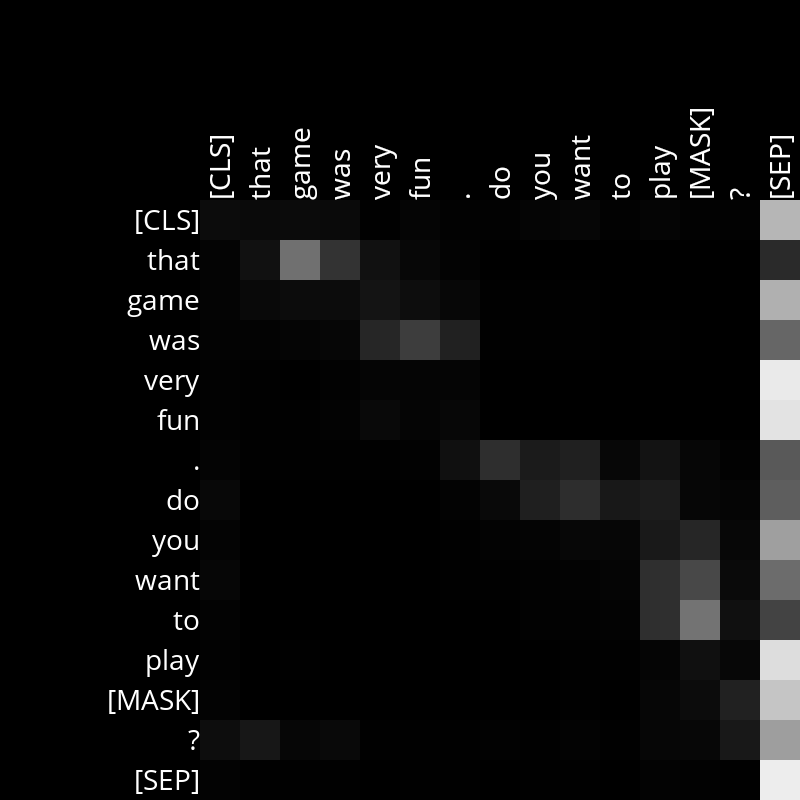 [CLS] that game was very fun . do you want to play [MASK] ? [SEP]
[CLS]
that
game
was
very
fun
.
do
you
want
to
play
[MASK]
?
[SEP]